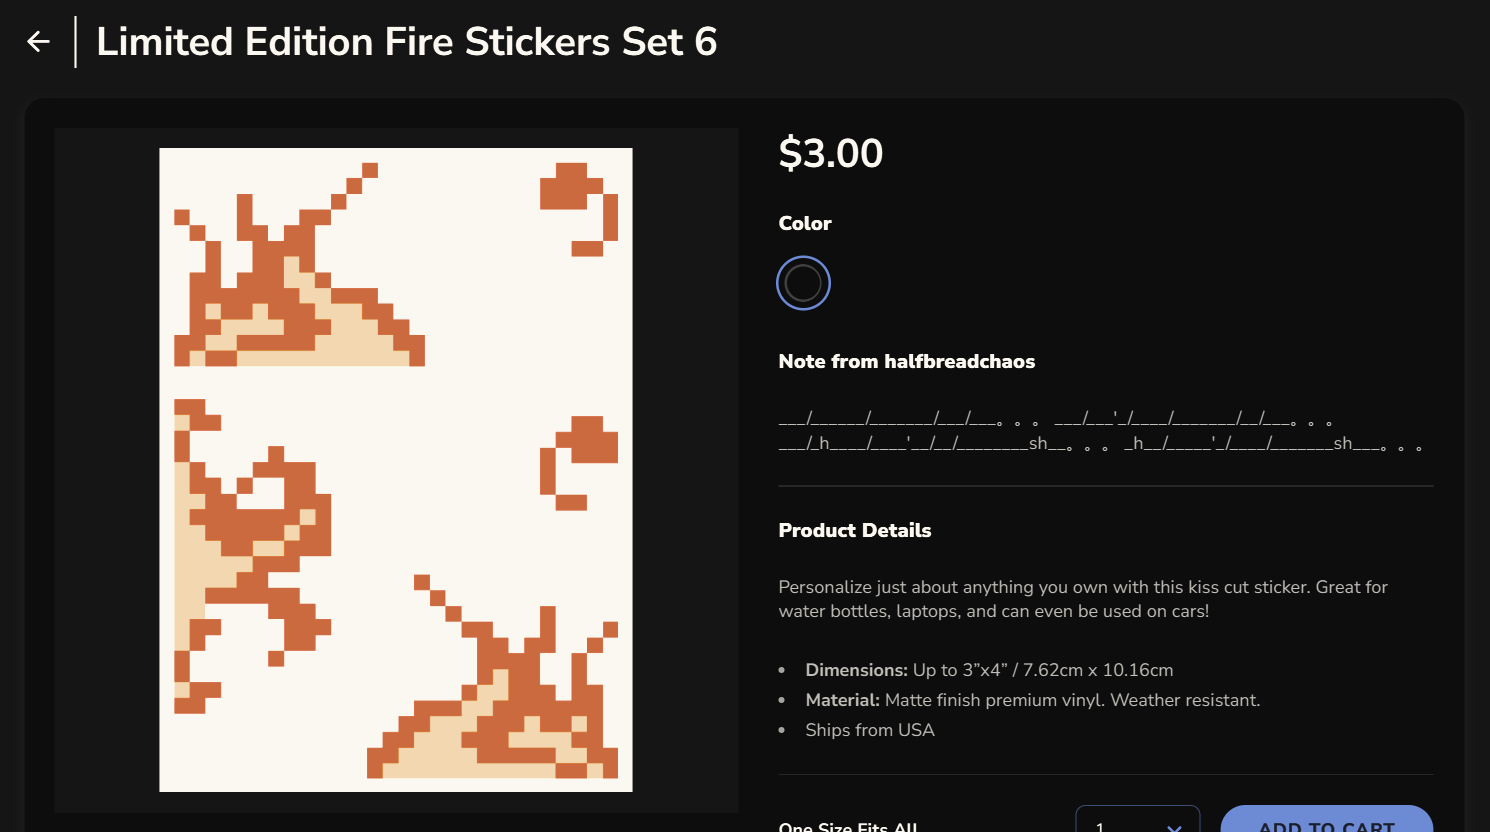 Limited Edition Fire Stickers Set 6
$3.00
Color
Note from halfbreadchaos
___/______/_______/___/___。。。 ___/___'_/____/_______/__/___。。。
___/_h____/____'__/__/________sh__。。。 _h__/_____'_/____/_______sh___。。。
Product Details
Personalize just about anything you own with this kiss cut sticker. Great for
water bottles, laptops, and can even be used on cars!
• Dimensions: Up to 3”x4” / 7.62cm x 10.16cm
• Material: Matte finish premium vinyl. Weather resistant.
• Ships from USA
One Size Fits All 1 ADD TO CART